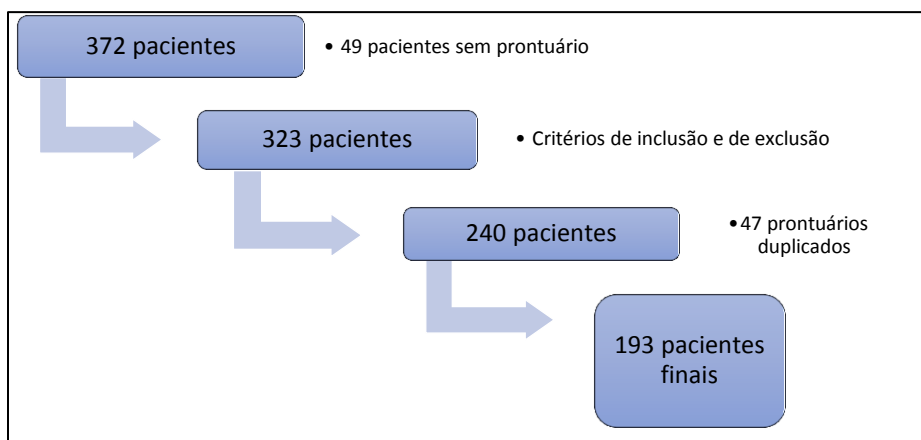 372 pacientes
• 49 pacientes sem prontuário
323 pacientes
• Critérios de inclusão e de exclusão
240 pacientes
•47 prontuários
duplicados
193 pacientes
finais